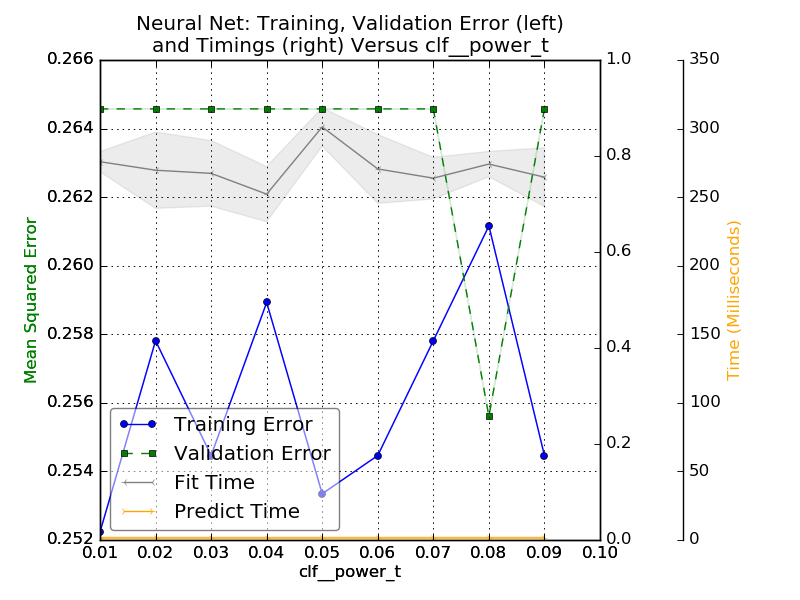 Neural Net: Training, Validation Error (left)
and Timings (right) Versus clf__power_t
Mean Squared Error
0.266
0.264
0.262
0.260
0.258
0.256
0.254
0.252
Training Error
Validation Error
Fit Time
Predict Time
0.01 0.02 0.03 0.04 0.05 0.06 0.07 0.08 0.09 0.10
clf__power_t
1.0
0.8
0.6
0.4
0.2
0.0
350
300
250
200
150
100
50
0
Time (Milliseconds)